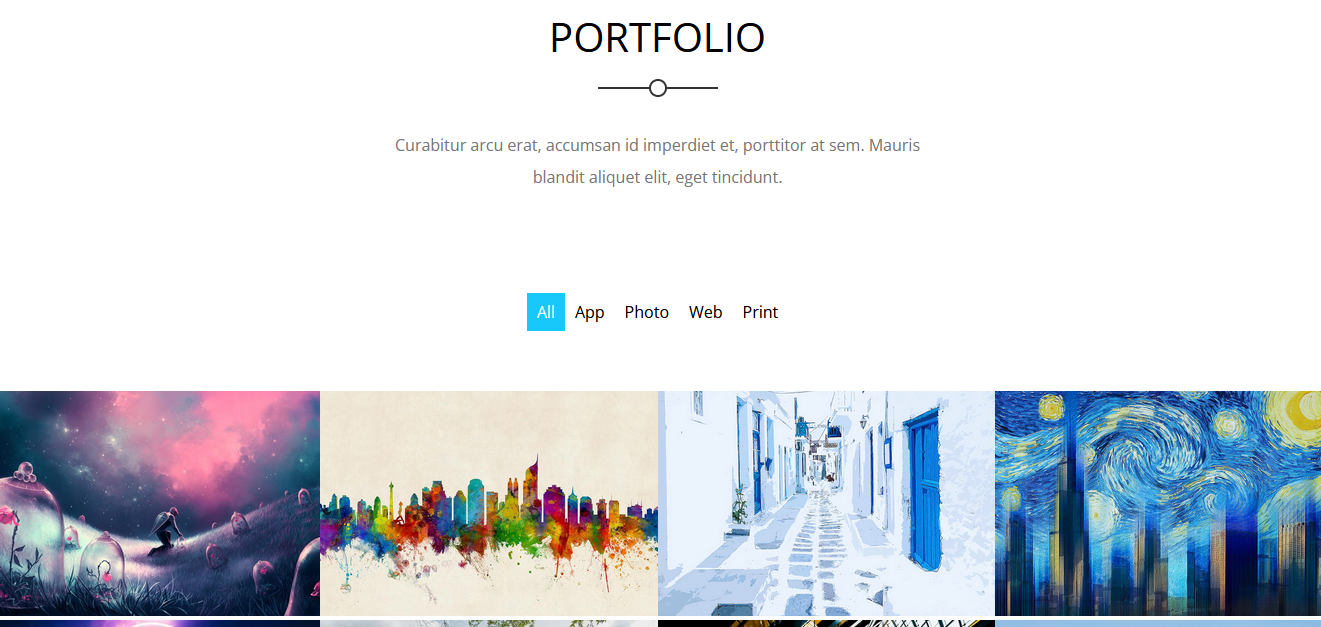 PORTFOLIO
Curabitur arcu erat, accumsan id imperdiet et, porttitor at sem. Mauris
blandit aliquet elit, eget tincidunt.
All App Photo Web Print